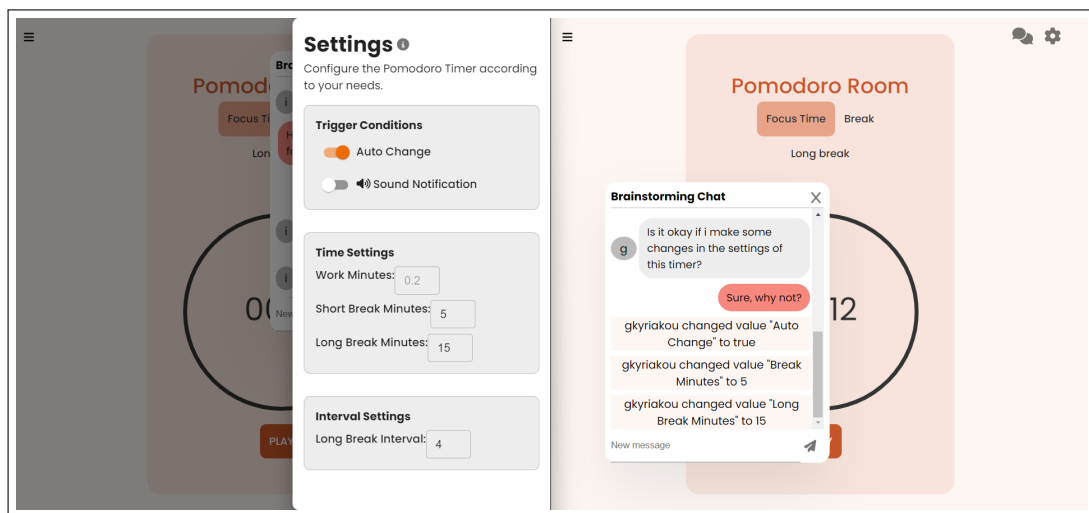 Settings
Configure the Pomodoro Timer according
to your needs.
Trigger Conditions
Auto Change
Sound Notification
Time Settings
Work Minutes: 0.2
Short Break Minutes: 5
Long Break Minutes: 15
Interval Settings
Long Break Interval: 4
Pomod
Focus Ti
Lon
Bra
i
H
f
i
i
00
New
PLAY
Pomodoro Room
Focus Time
Break
Long break
Brainstorming Chat
X
g
Is it okay if i make some
changes in the settings of
this timer?
Sure, why not?
gkyriakou changed value "Auto
Change" to true
gkyriakou changed value "Break
Minutes" to 5
gkyriakou changed value "Long
Break Minutes" to 15
New message
12